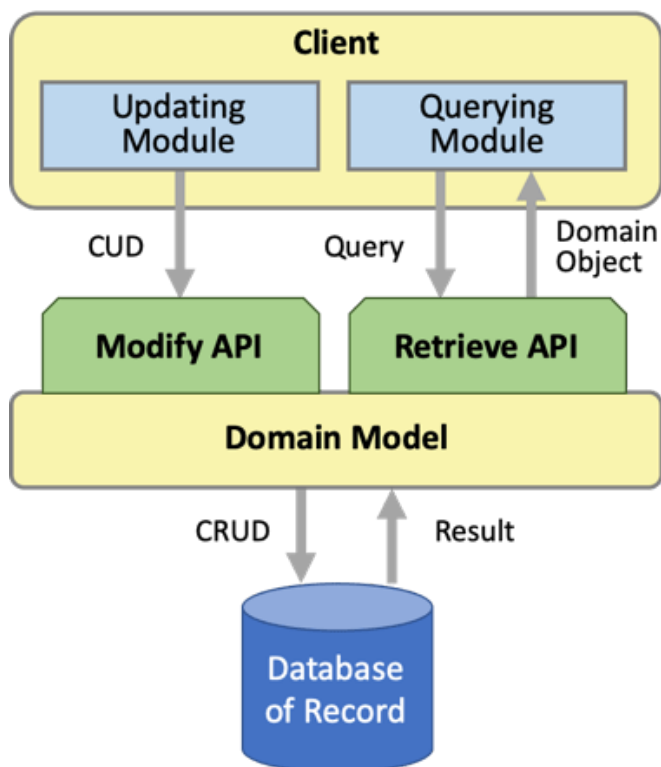 Client
Updating
Module
Querying
Module
CUD
Query
Domain
Object
Modify API
Retrieve API
Domain Model
CRUD
Result
Database
of Record